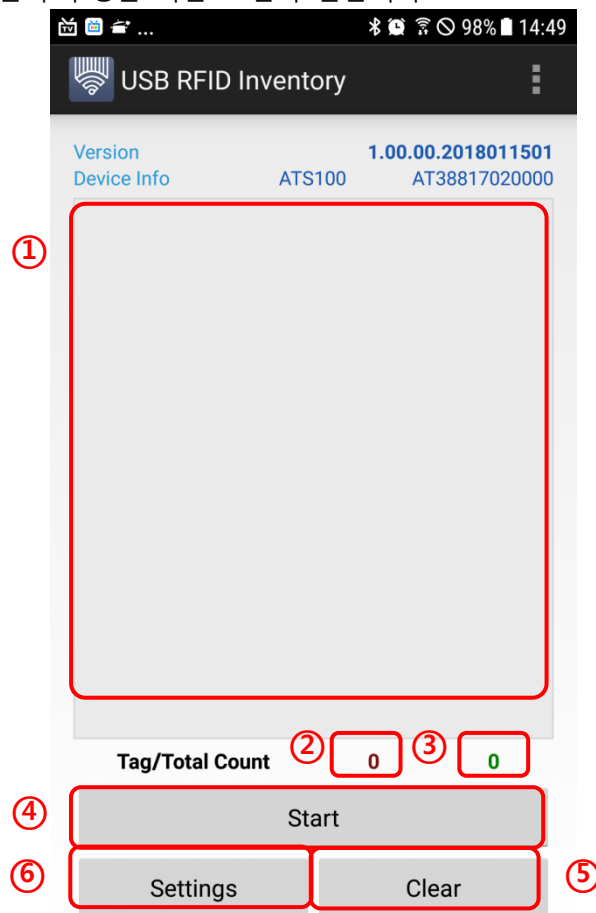 ... 98% 14:49
USB RFID Inventory
Version 1.00.00.2018011501
Device Info ATS100 AT38817020000
①
Tag/Total Count ② 0 ③ 0
④ Start
⑥ Settings Clear ⑤